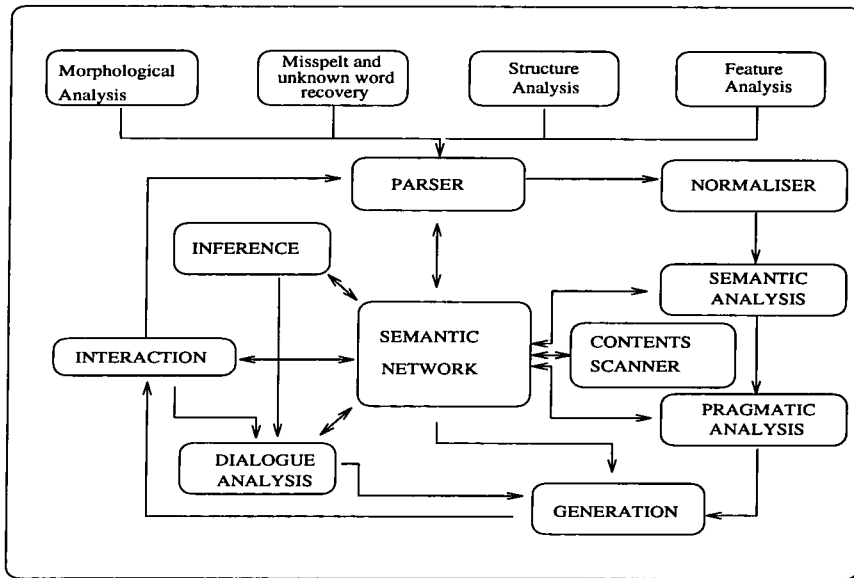 Morphological
Analysis
Misspelt and
unknown word
recovery
Structure
Analysis
Feature
Analysis
PARSER
NORMALISER
INFERENCE
SEMANTIC
ANALYSIS
SEMANTIC
NETWORK
CONTENTS
SCANNER
INTERACTION
PRAGMATIC
ANALYSIS
DIALOGUE
ANALYSIS
GENERATION